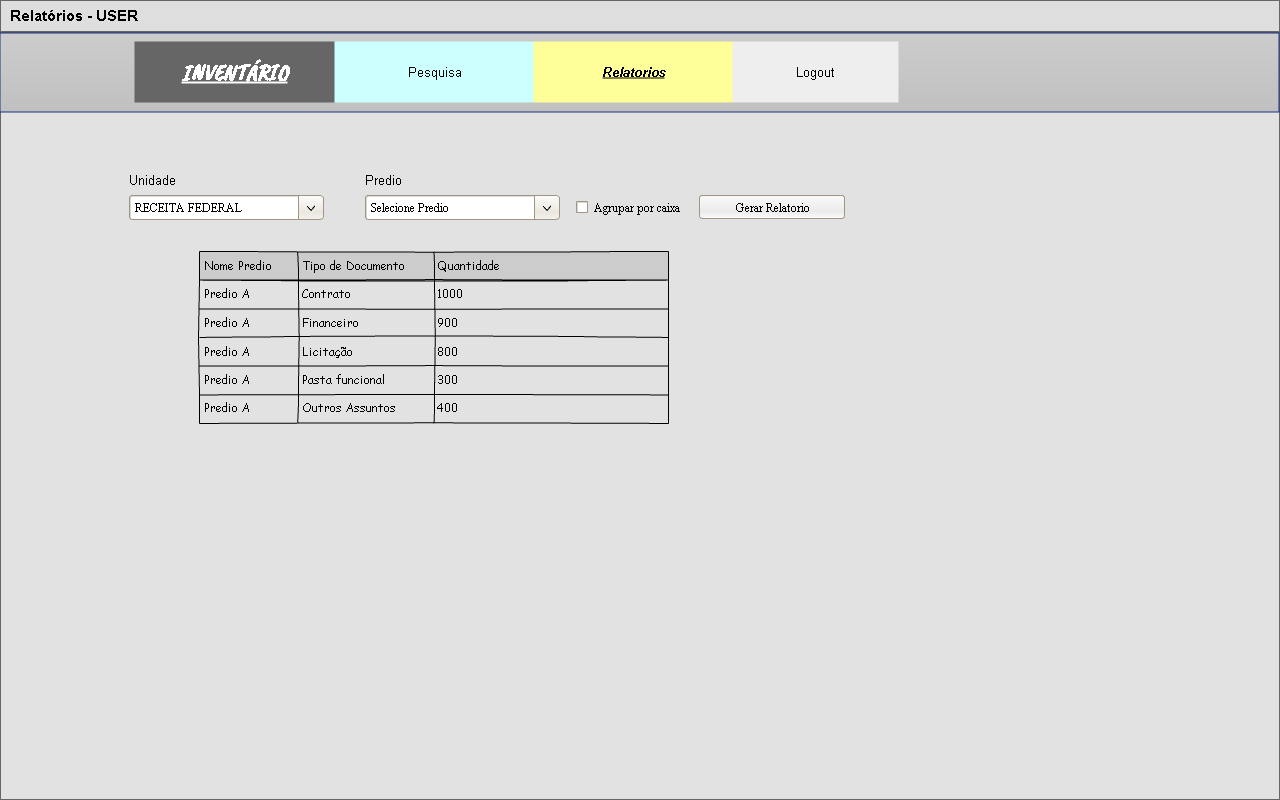 Relatórios - USER
INVENTÁRIO Pesquisa Relatorios Logout
Unidade Predio
RECEITA FEDERAL Selecione Predio Agrupar por caixa Gerar Relatorio
Nome Predio Tipo de Documento Quantidade
Predio A Contrato 1000
Predio A Financeiro 900
Predio A Licitação 800
Predio A Pasta funcional 300
Predio A Outros Assuntos 400